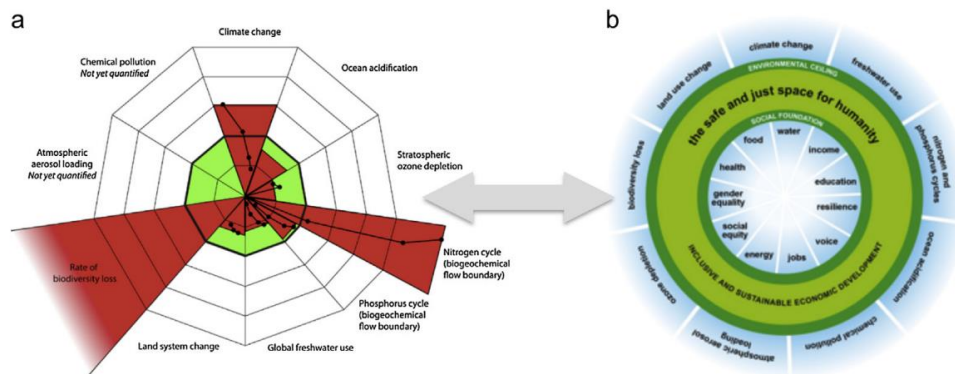 a
Climate change
Chemical pollution
Not yet quantified
Ocean acidification
Atmospheric
aerosol loading
Not yet quantified
Stratospheric
ozone depletion
Rate of
biodiversity loss
Nitrogen cycle
(biogeochemical
flow boundary)
Phosphorus cycle
(biogeochemical
flow boundary)
Land system change
Global freshwater use
b
climate change
freshwater use
nitrogen and
phosphorus cycles
ocean acidification
chemical pollution
atmospheric aerosol
loading
ozone depletion
biodiversity loss
land use change
ENVIRONMENTAL CEILING
the safe and just space for humanity
SOCIAL FOUNDATION
water
income
education
resilience
voice
jobs
energy
social
equity
gender
equality
health
food
INCLUSIVE AND SUSTAINABLE ECONOMIC DEVELOPMENT